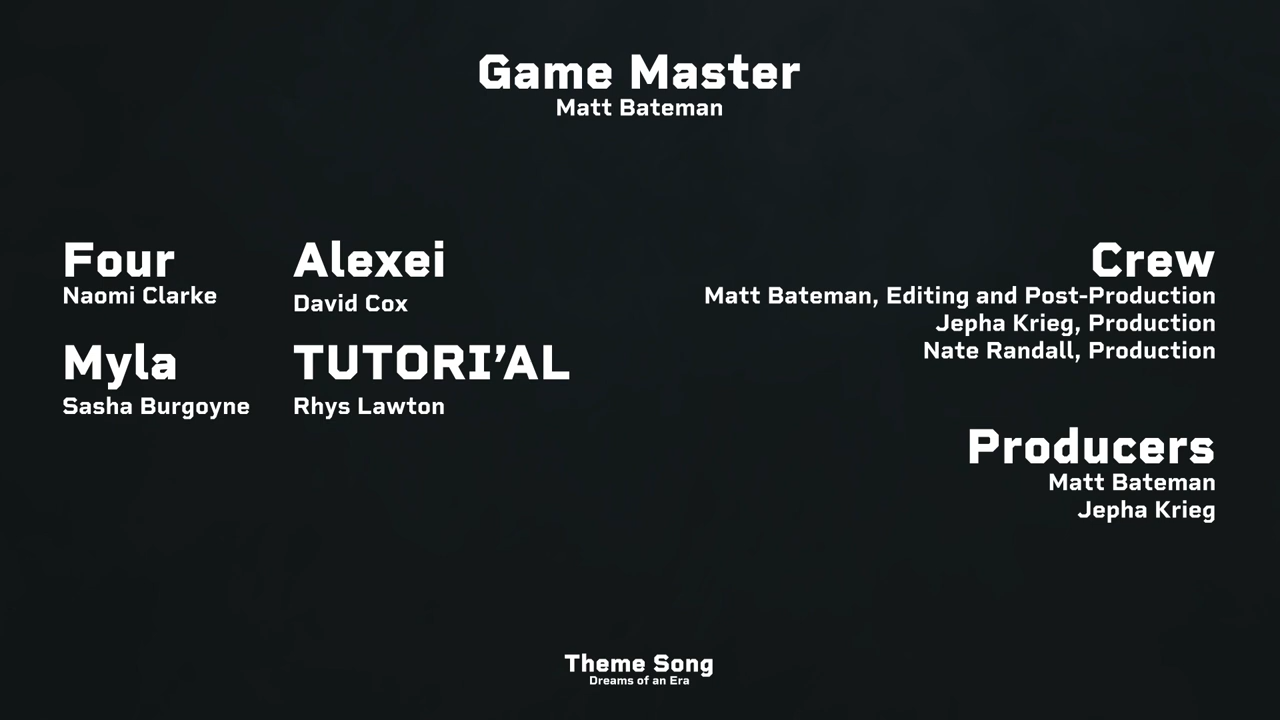 Game Master
Matt Bateman
Four
Naomi Clarke
Alexei
David Cox
Myla
Sasha Burgoyne
TUTORI’AL
Rhys Lawton
Crew
Matt Bateman, Editing and Post-Production
Jepha Krieg, Production
Nate Randall, Production
Producers
Matt Bateman
Jepha Krieg
Theme Song
Dreams of an Era